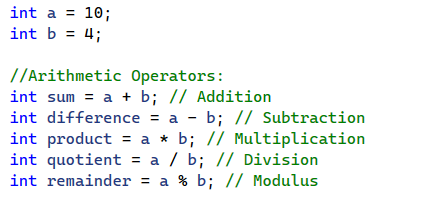 int a = 10;
int b = 4;
//Arithmetic Operators:
int sum = a + b; // Addition
int difference = a - b; // Subtraction
int product = a * b; // Multiplication
int quotient = a / b; // Division
int remainder = a % b; // Modulus